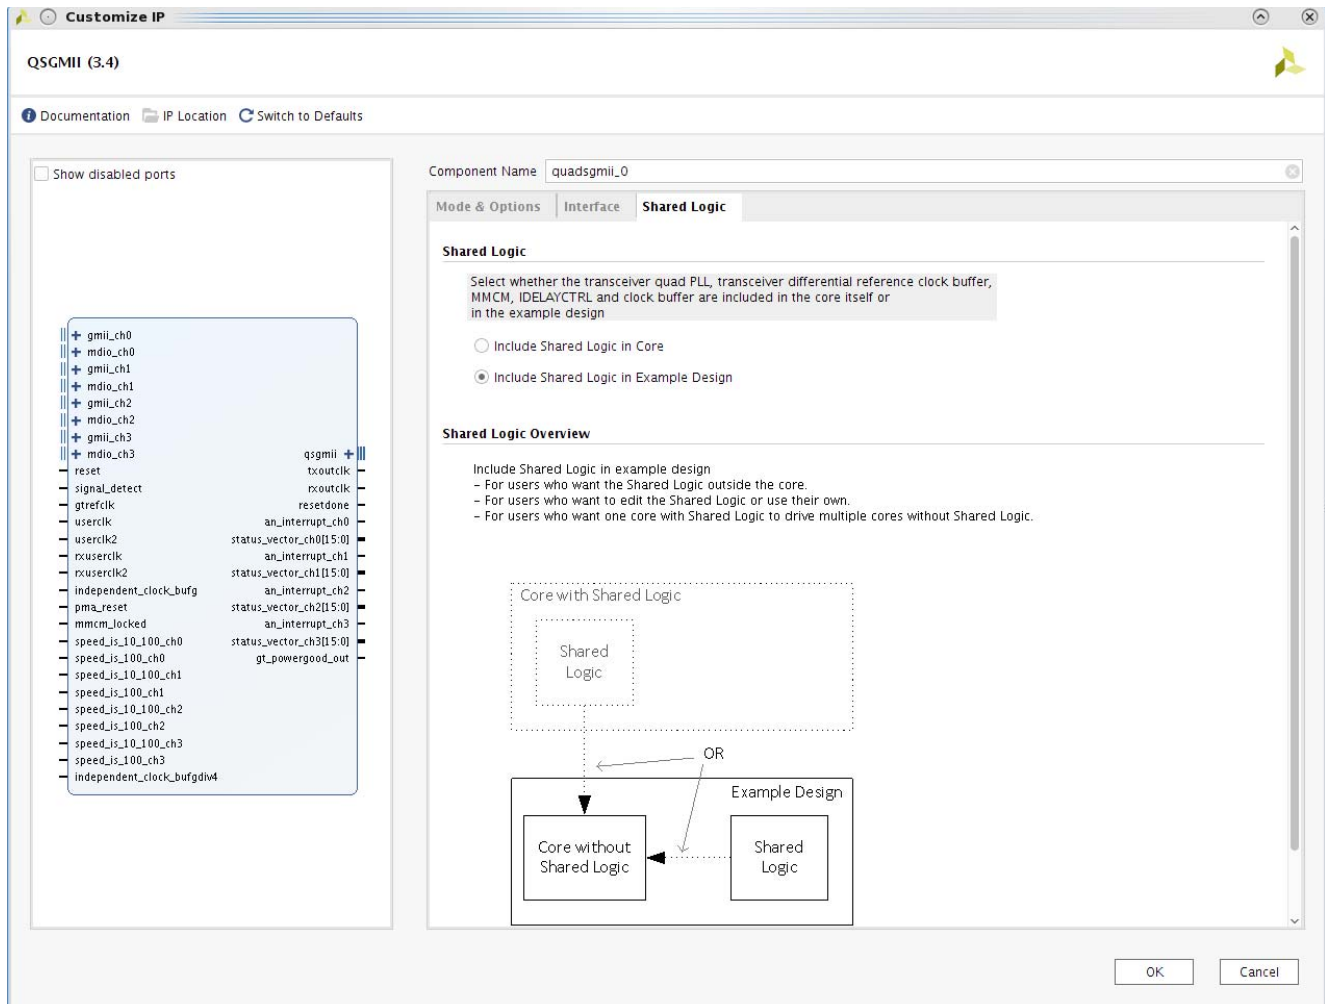 Customize IP
QSGMII (3.4)
Documentation IP Location Switch to Defaults
Show disabled ports
gmii_ch0
mdio_ch0
gmii_ch1
mdio_ch1
gmii_ch2
mdio_ch2
gmii_ch3
mdio_ch3
reset
signal_detect
gtrefclk
userclk
userclk2
rxuserclk
rxuserclk2
independent_clock_bufg
pma_reset
mmcm_locked
speed_is_10_100_ch0
speed_is_100_ch0
speed_is_10_100_ch1
speed_is_100_ch1
speed_is_10_100_ch2
speed_is_100_ch2
speed_is_10_100_ch3
speed_is_100_ch3
independent_clock_bufgdiv4
qsgmii
txoutclk
rxoutclk
resetdone
an_interrupt_ch0
status_vector_ch0[15:0]
an_interrupt_ch1
status_vector_ch1[15:0]
an_interrupt_ch2
status_vector_ch2[15:0]
an_interrupt_ch3
status_vector_ch3[15:0]
gt_powergood_out
Component Name quadsgmii_0
Mode & Options Interface Shared Logic
Shared Logic
Select whether the transceiver quad PLL, transceiver differential reference clock buffer,
MMCM, IDELAYCTRL and clock buffer are included in the core itself or
in the example design
Include Shared Logic in Core
Include Shared Logic in Example Design
Shared Logic Overview
Include Shared Logic in example design
- For users who want the Shared Logic outside the core.
- For users who want to edit the Shared Logic or use their own.
- For users who want one core with Shared Logic to drive multiple cores without Shared Logic.
Core with Shared Logic
Shared
Logic
OR
Example Design
Core without
Shared Logic
Shared
Logic
OK Cancel